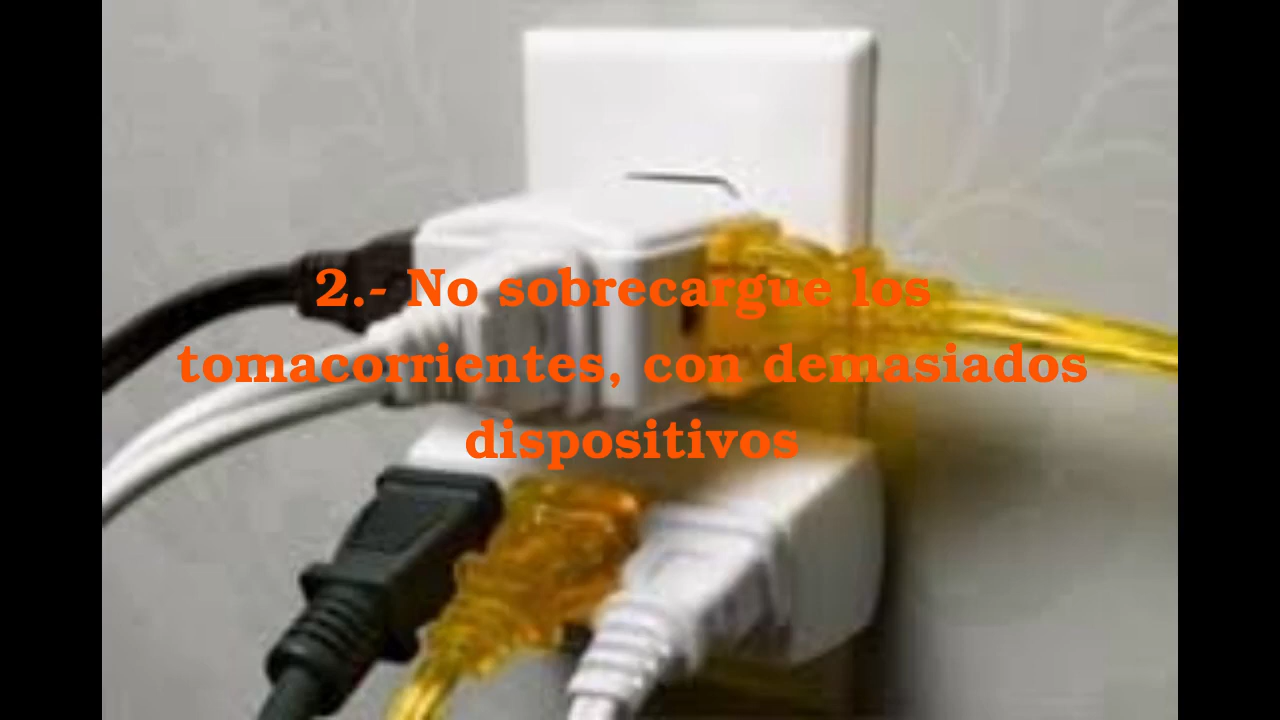 2.- No sobrecargue los
tomacorrientes, con demasiados
dispositivos